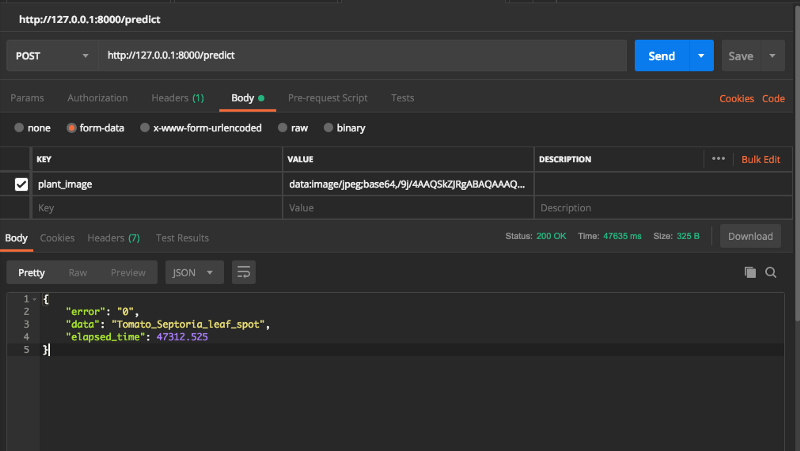 http://127.0.0.1:8000/predict
POST http://127.0.0.1:8000/predict Send Save
Params Authorization Headers (1) Body Pre-request Script Tests Cookies Code
none form-data x-www-form-urlencoded raw binary
KEY VALUE DESCRIPTION ••• Bulk Edit
plant_image data:image/jpeg;base64,/9j/4AAQSkZJRgABAQAAAQ...
Key Value Description
Body Cookies Headers (7) Test Results Status: 200 OK Time: 47635 ms Size: 325 B Download
Pretty Raw Preview JSON
1 {
2 "error": "0",
3 "data": "Tomato_Septoria_leaf_spot",
4 "elapsed_time": 47312.525
5 }